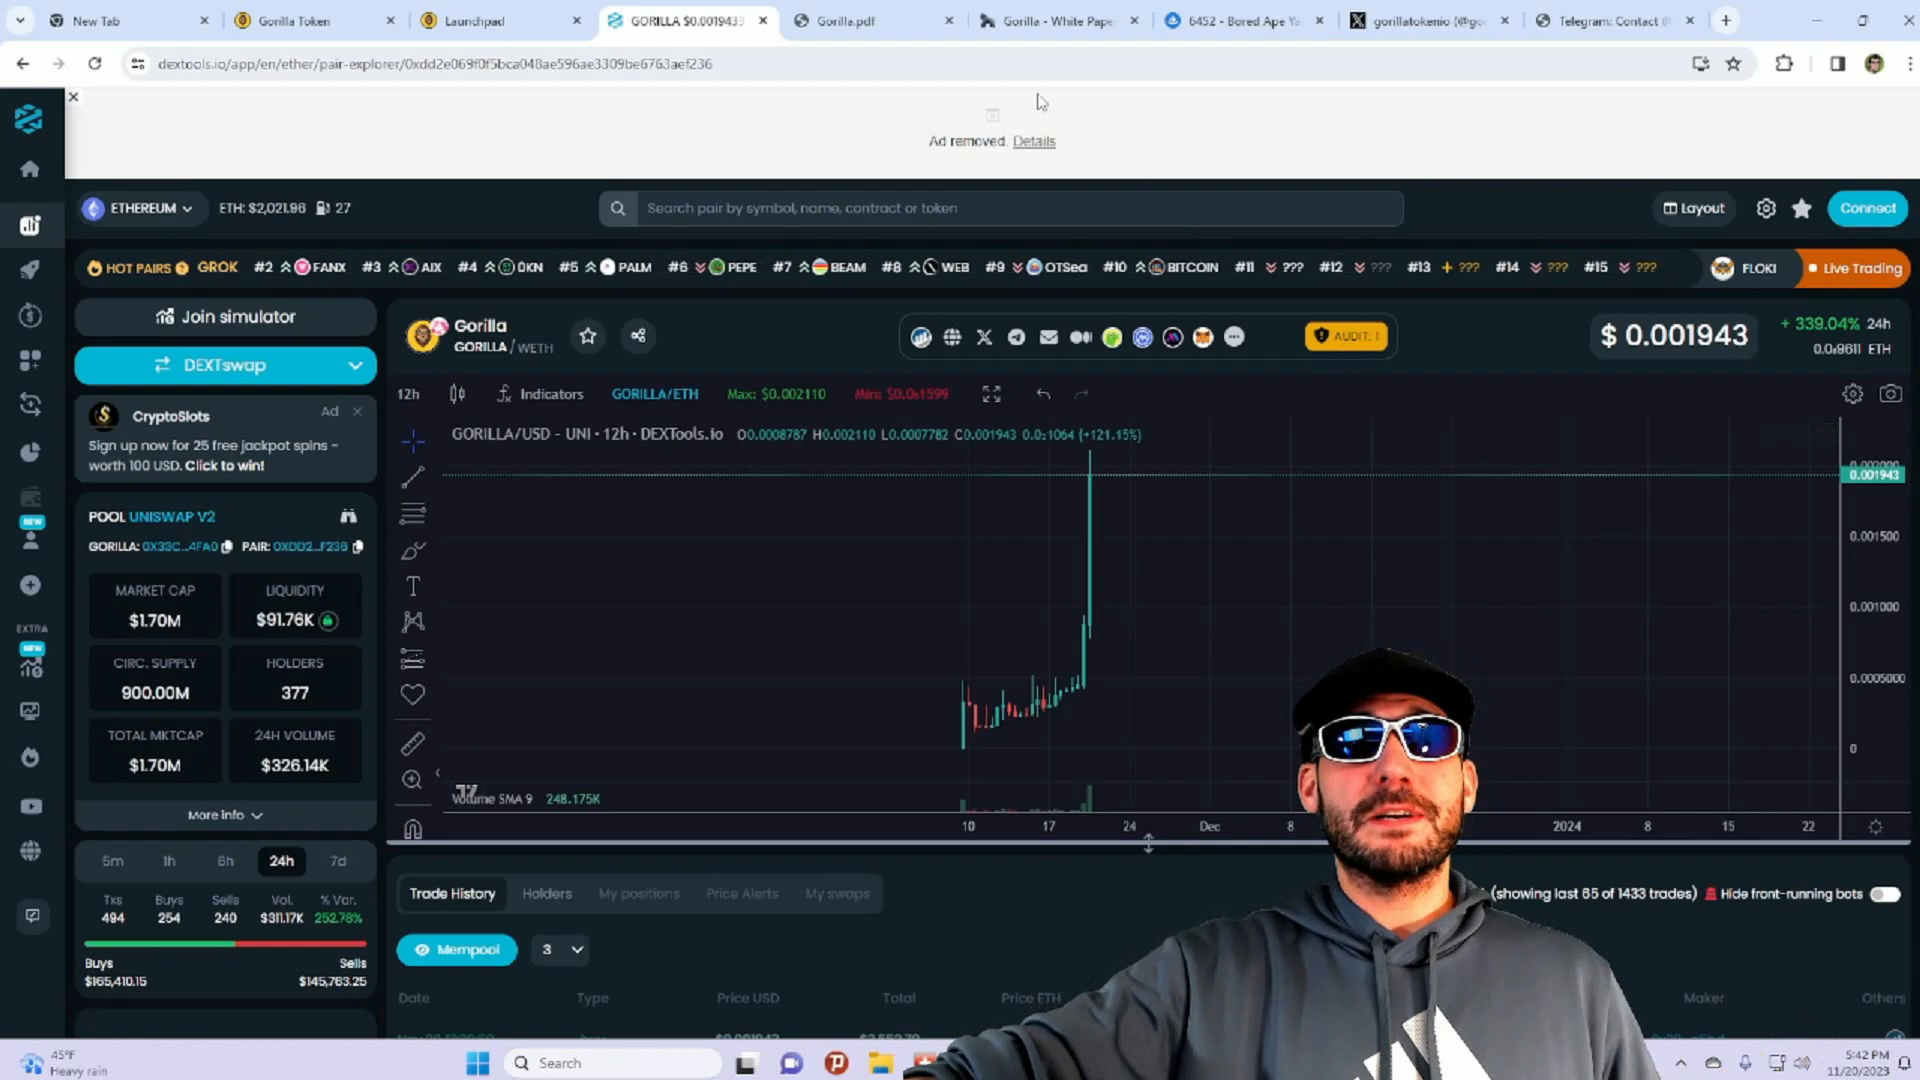 New Tab
Gorilla Token
Launchpad
GORILLA $0.0019433
Gorilla.pdf
Gorilla - White Pape
6452 - Bored Ape Ya
gorillatokenio (@go
Telegram: Contact @
dextools.io/app/en/ether/pair-explorer/0xdd2e069f0f5bca048ae596ae3309be6763aef236
Ad removed. Details
ETHEREUM
ETH: $2,021.96
27
Search pair by symbol, name, contract or token
Layout
Connect
HOT PAIRS
GROK
#2 FANX
#3 AIX
#4 0KN
#5 PALM
#6 PEPE
#7 BEAM
#8 WEB
#9 OTSea
#10 BITCOIN
#11 ???
#12 ???
#13 ???
#14 ???
#15 ???
FLOKI
Live Trading
Join simulator
DEXTswap
CryptoSlots
Ad
Sign up now for 25 free jackpot spins -
worth 100 USD. Click to win!
POOL UNISWAP V2
GORILLA: 0X33C...4FA0
PAIR: 0XDD2...F236
MARKET CAP
$1.70M
LIQUIDITY
$91.76K
CIRC. SUPPLY
900.00M
HOLDERS
377
TOTAL MKTCAP
$1.70M
24H VOLUME
$326.14K
More info
5m 1h 6h 24h 7d
Txs Buys Sells Vol. % Var.
494 254 240 $311.17K 252.78%
Buys Sells
$165,410.15 $145,763.25
EXTRA
NEW
NEW
Gorilla
GORILLA / WETH
AUDIT: !
$ 0.001943
+ 339.04% 24h
0.0₆9611 ETH
12h
Indicators
GORILLA/ETH
Max: $0.002110
Min: $0.0₅1599
GORILLA/USD - UNI · 12h · DEXTools.io O0.0008787 H0.002110 L0.0007782 C0.001943 0.0₂1064 (+121.15%)
0.002000
0.001943
0.001500
0.001000
0.0005000
0
Volume SMA 9 248.175K
10 17 24 Dec 8 2024 8 15 22
Trade History
Holders
My positions
Price Alerts
My swaps
(showing last 65 of 1433 trades)
Hide front-running bots
Mempool
3
Date Type Price USD Total Price ETH Maker Others
45°F
Heavy rain
Search
5:42 PM
11/20/2023